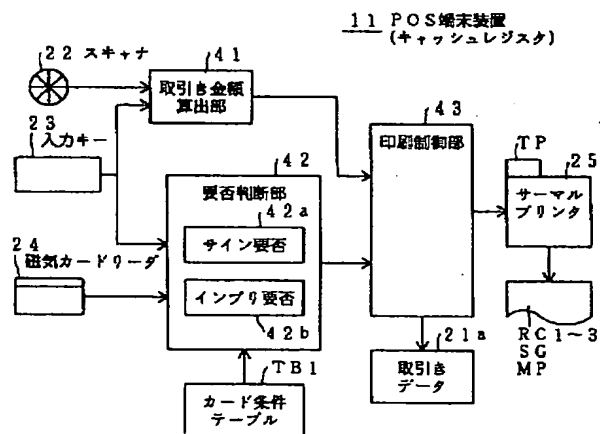 11 POS端末装置
(キャッシュレジスタ)
22 スキャナ
41
取引き金額
算出部
23
入力キー
43
印刷制御部
TP
25
サーマル
プリンタ
42
要否判断部
42a
サイン要否
24
磁気カードリーダ
インプリ要否
42b
RC1~3
SG
MP
21a
取引き
データ
TB1
カード条件
テーブル